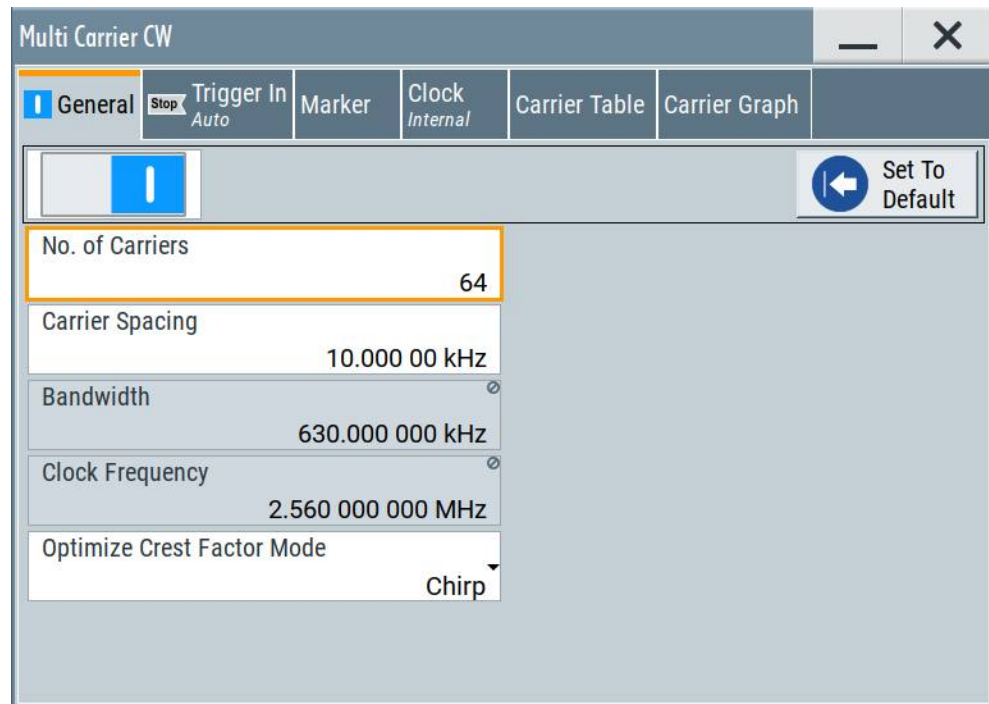 Multi Carrier CW
General
Stop
Trigger In
Auto
Marker
Clock
Internal
Carrier Table
Carrier Graph
Set To
Default
No. of Carriers
64
Carrier Spacing
10.000 00 kHz
Bandwidth
630.000 000 kHz
Clock Frequency
2.560 000 000 MHz
Optimize Crest Factor Mode
Chirp